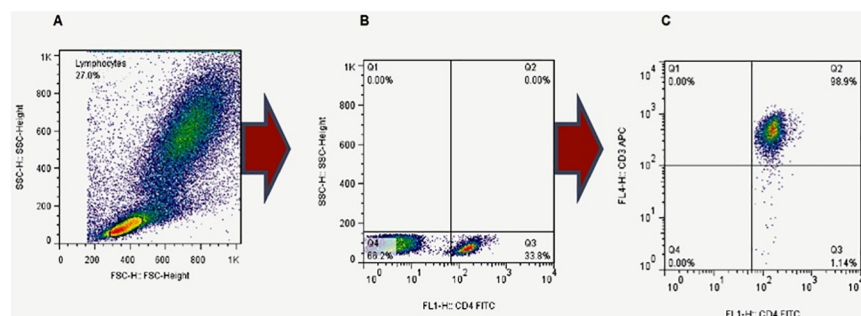 A
Lymphocytes
27.0%
1K
800
600
400
200
0
0 200 400 600 800 1K
SSC-H:: SSC-Height
FSC-H:: FSC-Height
B
Q1
0.00%
Q2
0.00%
1K
800
600
400
200
0
Q4
66.2%
Q3
33.8%
10^0 10^1 10^2 10^3 10^4
SSC-H:: SSC-Height
FL1-H:: CD4 FITC
C
Q1
0.00%
Q2
98.9%
10^4
10^3
10^2
10^1
10^0
Q4
0.00%
Q3
1.14%
10^0 10^1 10^2 10^3 10^4
FL4-H:: CD3 APC
FL1-H:: CD4 FITC